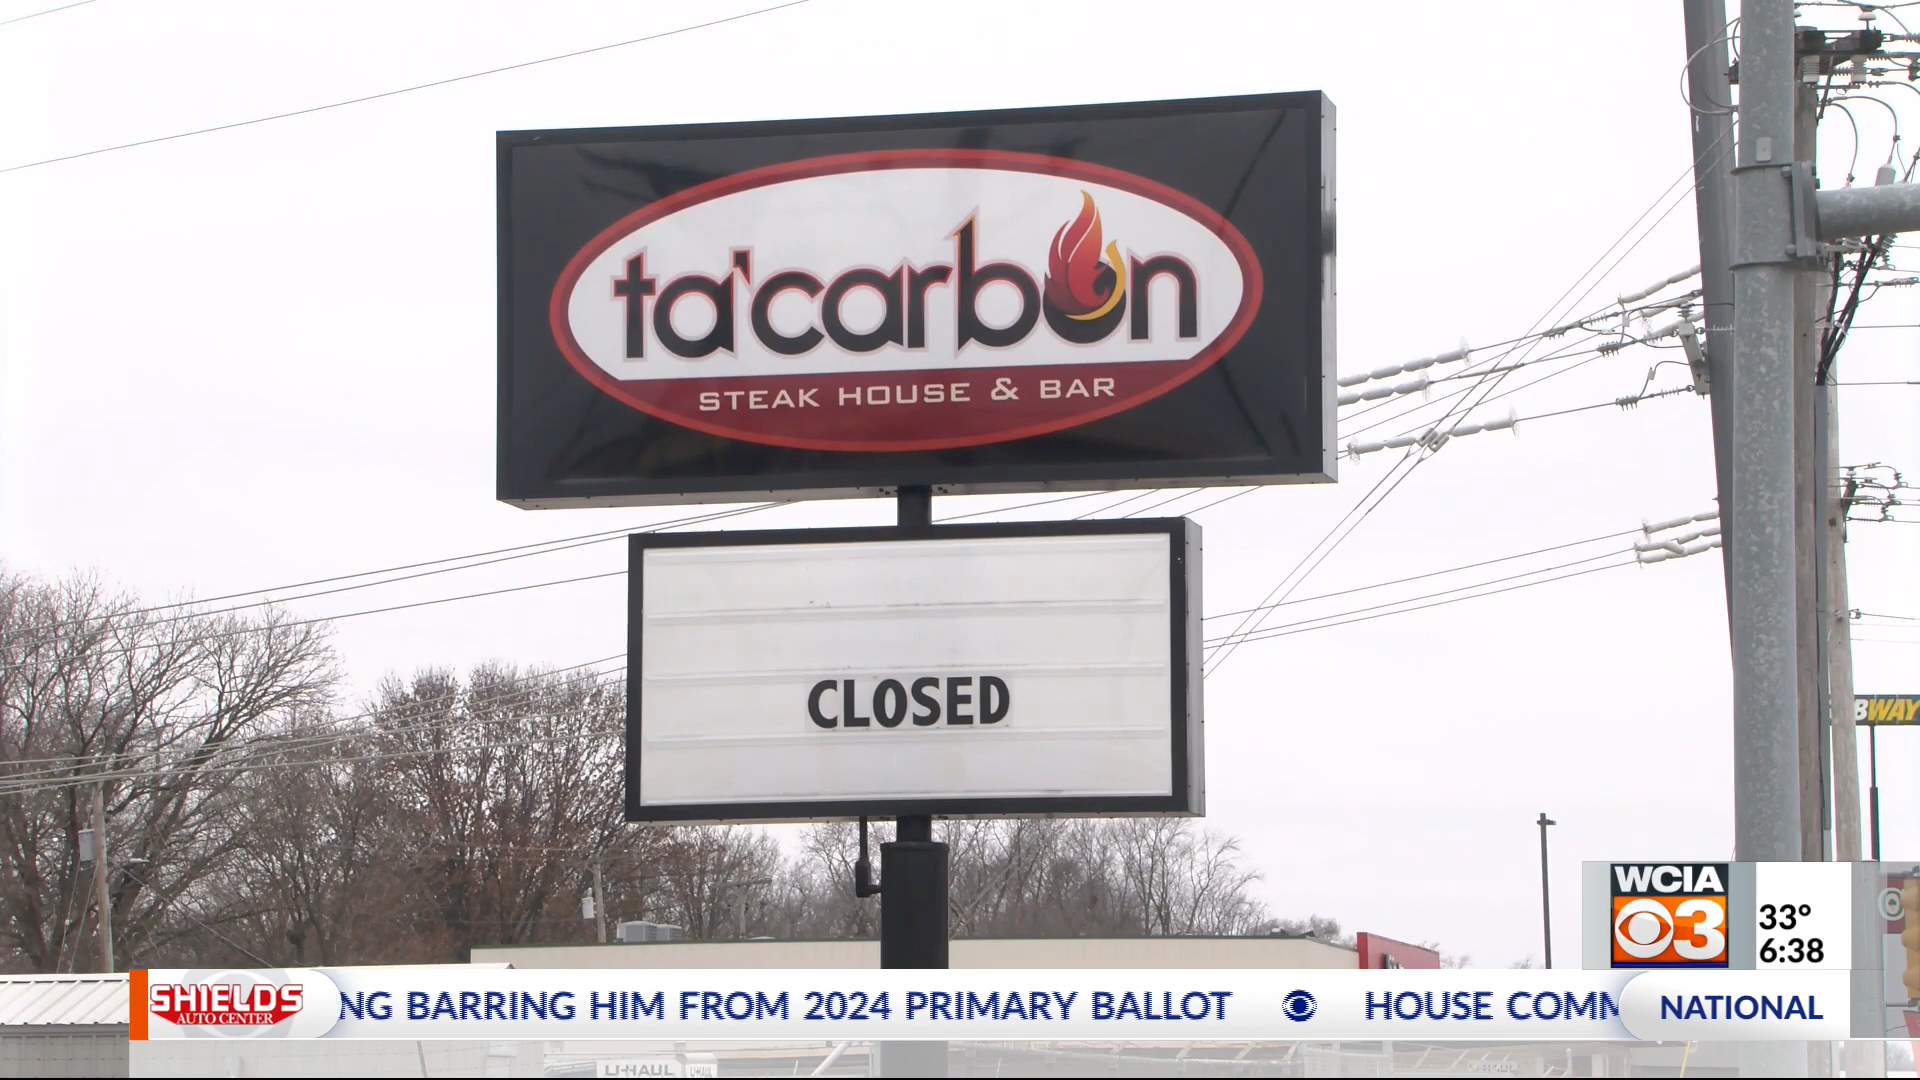 ta'carbon
STEAK HOUSE & BAR
CLOSED
BWAY
WCIA
3
33°
6:38
SHIELDS
AUTO CENTER
NG BARRING HIM FROM 2024 PRIMARY BALLOT
HOUSE COMM
NATIONAL
U-HAUL
U-HAUL